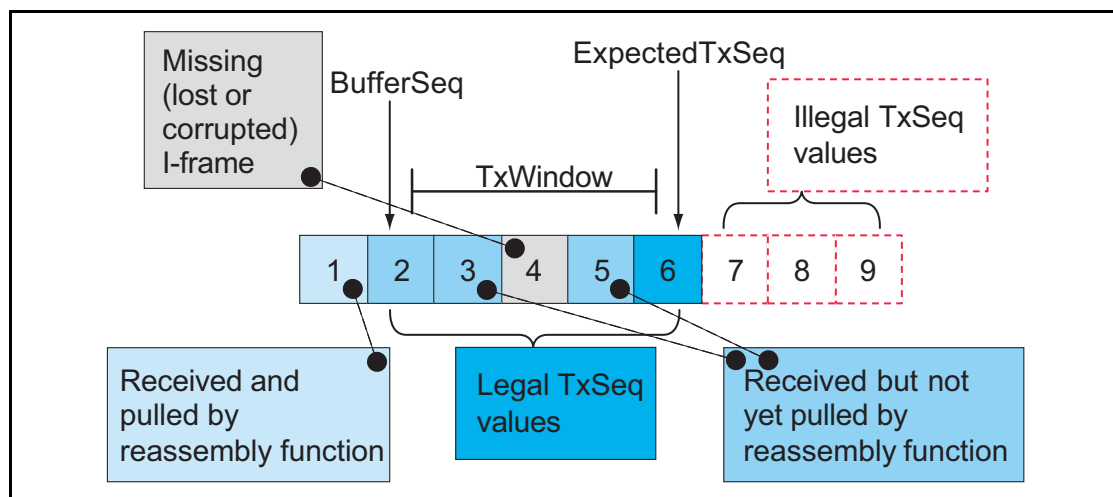 Missing
(lost or
corrupted)
I-frame
BufferSeq
ExpectedTxSeq
TxWindow
Illegal TxSeq
values
1 2 3 4 5 6 7 8 9
Received and
pulled by
reassembly function
Legal TxSeq
values
Received but not
yet pulled by
reassembly function